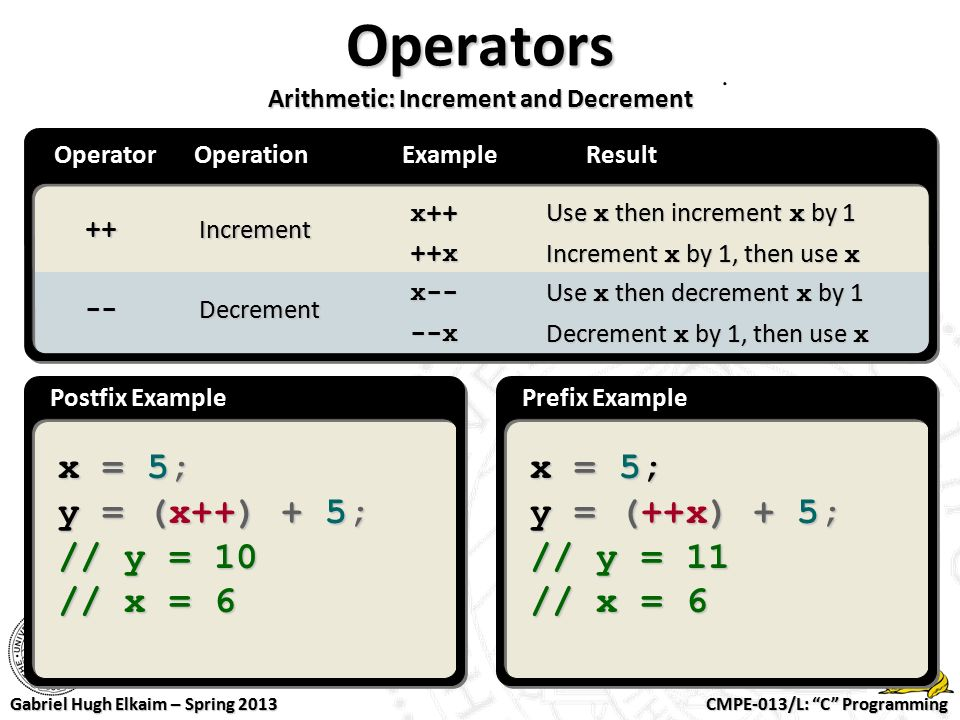 Operators
Arithmetic: Increment and Decrement
Operator Operation Example Result
++ Increment
x++ Use x then increment x by 1
++x Increment x by 1, then use x
-- Decrement
x-- Use x then decrement x by 1
--x Decrement x by 1, then use x
Postfix Example
x = 5;
y = (x++) + 5;
// y = 10
// x = 6
Prefix Example
x = 5;
y = (++x) + 5;
// y = 11
// x = 6
Gabriel Hugh Elkaim – Spring 2013
CMPE-013/L: “C” Programming